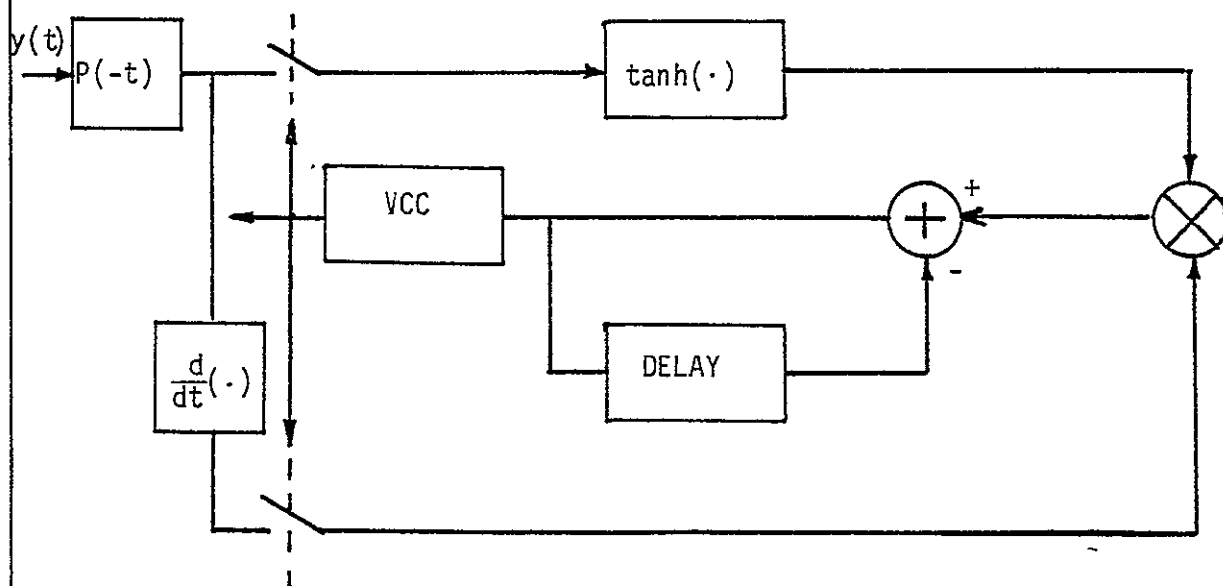 y(t)
P(-t)
tanh(·)
VCC
+
+
-
DELAY
d
dt
(·)